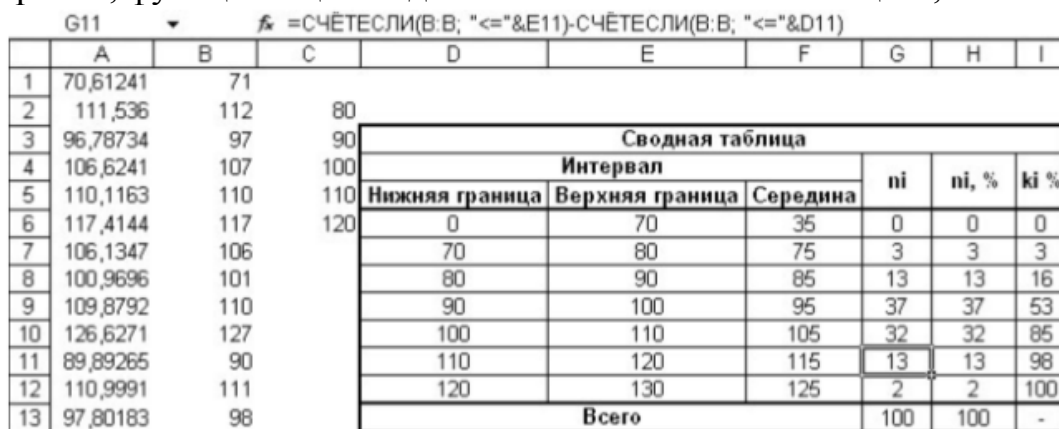 G11 fx =СЧЁТЕСЛИ(B:B; "<="&E11)-СЧЁТЕСЛИ(B:B; "<="&D11)
A B C D E F G H I
1 70,61241 71
2 111,536 112 80
3 96,78734 97 90 Сводная таблица
4 106,6241 107 100 Интервал ni ni, % ki %
5 110,1163 110 110 Нижняя граница Верхняя граница Середина
6 117,4144 117 120 0 70 35 0 0 0
7 106,1347 106 70 80 75 3 3 3
8 100,9696 101 80 90 85 13 13 16
9 109,8792 110 90 100 95 37 37 53
10 126,6271 127 100 110 105 32 32 85
11 89,89265 90 110 120 115 13 13 98
12 110,9991 111 120 130 125 2 2 100
13 97,80183 98 Всего 100 100 -